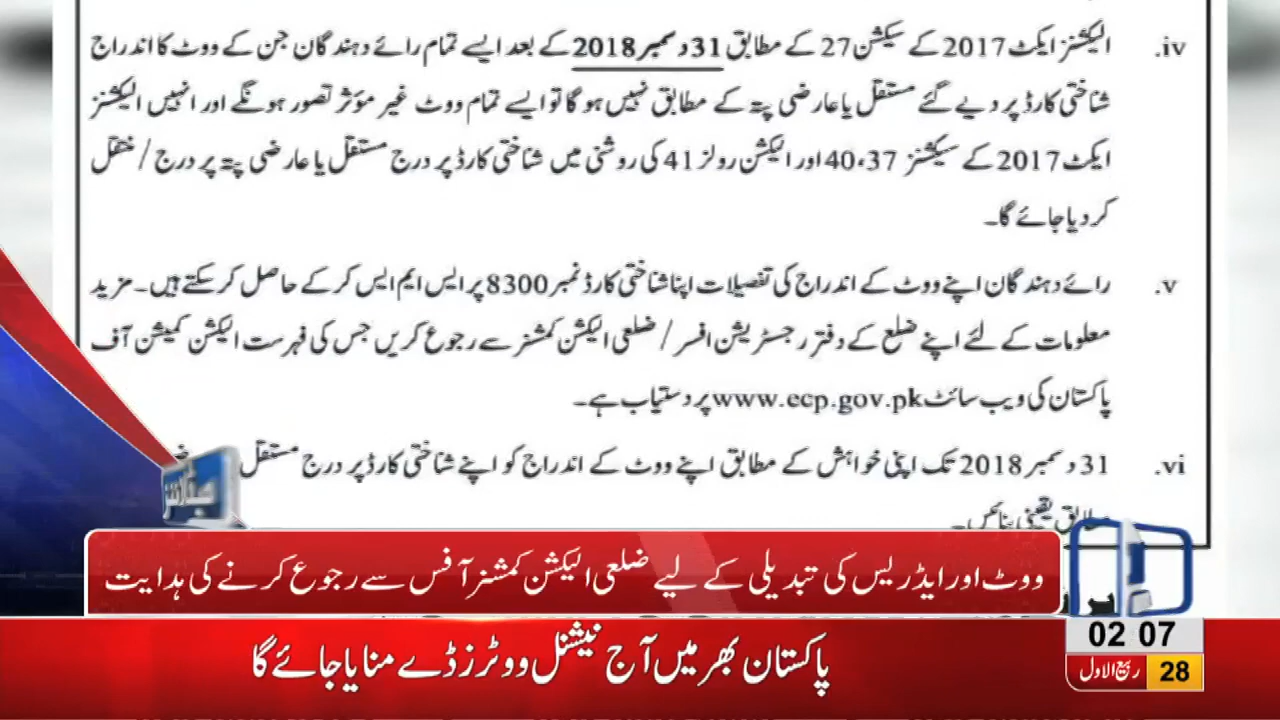 iv. الیکشنز ایکٹ 2017 کے سیکشن 27 کے مطابق 31 دسمبر 2018 کے بعد ایسے تمام رائے دہندگان جن کے ووٹ کا اندراج
شناختی کارڈ پر دیے گئے مستقل یا عارضی پتہ کے مطابق نہیں ہوگا تو ایسے تمام ووٹ غیر مؤثر تصور ہونگے اور انہیں الیکشنز
ایکٹ 2017 کے سیکشنز 37، 40 اور الیکشن رولز 41 کی روشنی میں شناختی کارڈ پر درج مستقل یا عارضی پتہ پر درج / منتقل
کر دیا جائے گا۔
v. رائے دہندگان اپنے ووٹ کے اندراج کی تفصیلات اپنا شناختی کارڈ نمبر 8300 پر ایس ایم ایس کر کے حاصل کر سکتے ہیں۔ مزید
معلومات کے لئے اپنے ضلع کے دفتر رجسٹریشن افسر / ضلعی الیکشن کمشنر سے رجوع کریں جس کی فہرست الیکشن کمیشن آف
پاکستان کی ویب سائٹ www.ecp.gov.pk پر دستیاب ہے۔
vi. 31 دسمبر 2018 تک اپنی خواہش کے مطابق اپنے ووٹ کے اندراج کو اپنے شناختی کارڈ پر درج مستقل
یقینی بنائیں۔
ووٹ اور ایڈریس کی تبدیلی کے لیے ضلعی الیکشن کمشنر آفس سے رجوع کرنے کی ہدایت
پاکستان بھر میں آج نیشنل ووٹرز ڈے منایا جائے گا
02 07
28 ربیع الاول